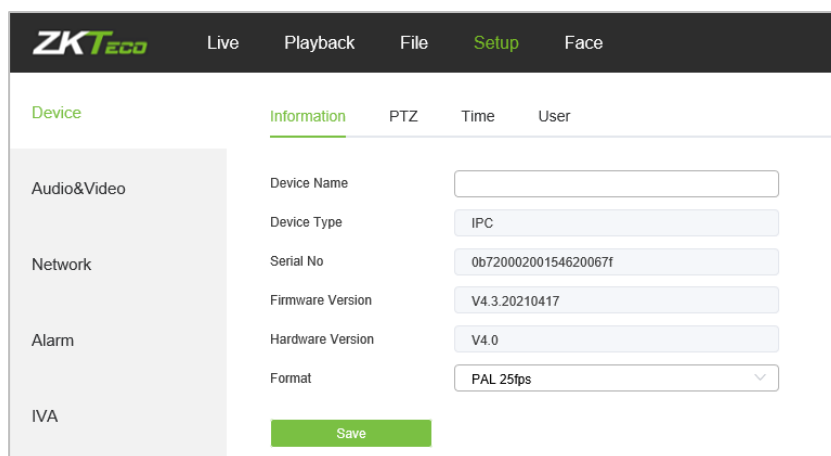 ZKTeco Live Playback File Setup Face
Device
Information PTZ Time User
Audio&Video
Device Name
Device Type IPC
Network
Serial No 0b72000200154620067f
Firmware Version V4.3.20210417
Alarm
Hardware Version V4.0
Format PAL 25fps
IVA
Save